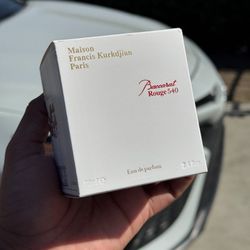 Maison
Francis Kurkdjian
Paris
Baccarat
Rouge 540
Eau de parfum